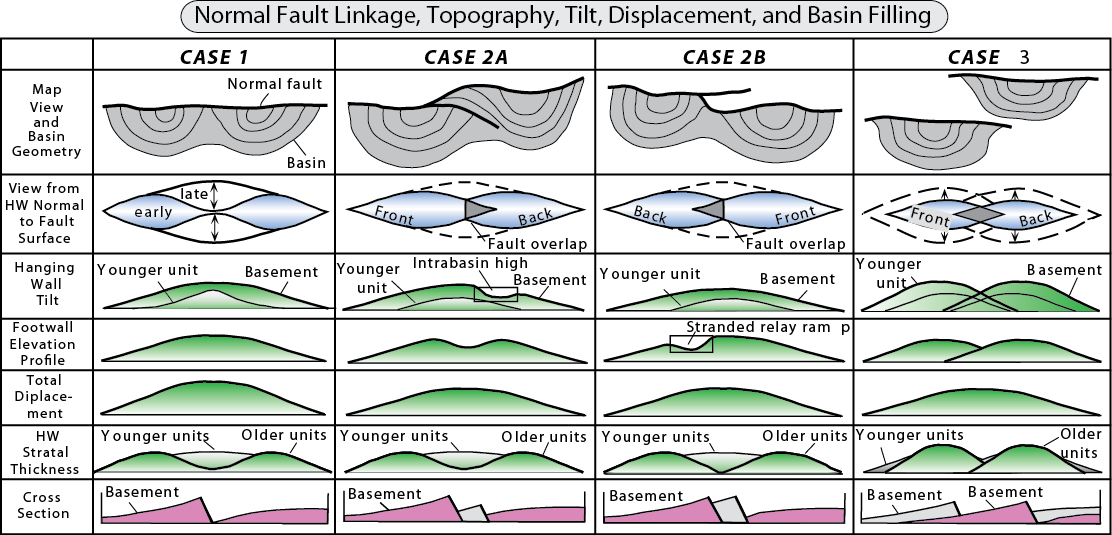 Normal Fault Linkage, Topography, Tilt, Displacement, and Basin Filling
CASE 1
CASE 2A
CASE 2B
CASE 3
Map
View
and
Basin
Geometry
Normal fault
Basin
View from
HW Normal
to Fault
Surface
early
late
Front
Back
Fault overlap
Back
Front
Fault overlap
Front
Back
Hanging
Wall
Tilt
Younger unit
Basement
Younger
unit
Intrabasin high
Basement
Younger unit
Basement
Younger
unit
Basement
Footwall
Elevation
Profile
Stranded relay ram p
Total
Diplace-
ment
HW
Stratal
Thickness
Younger units
Older units
Younger units
Older units
Younger units
Older units
Younger units
Older
units
Cross
Section
Basement
Basement
Basement
Basement
Basement